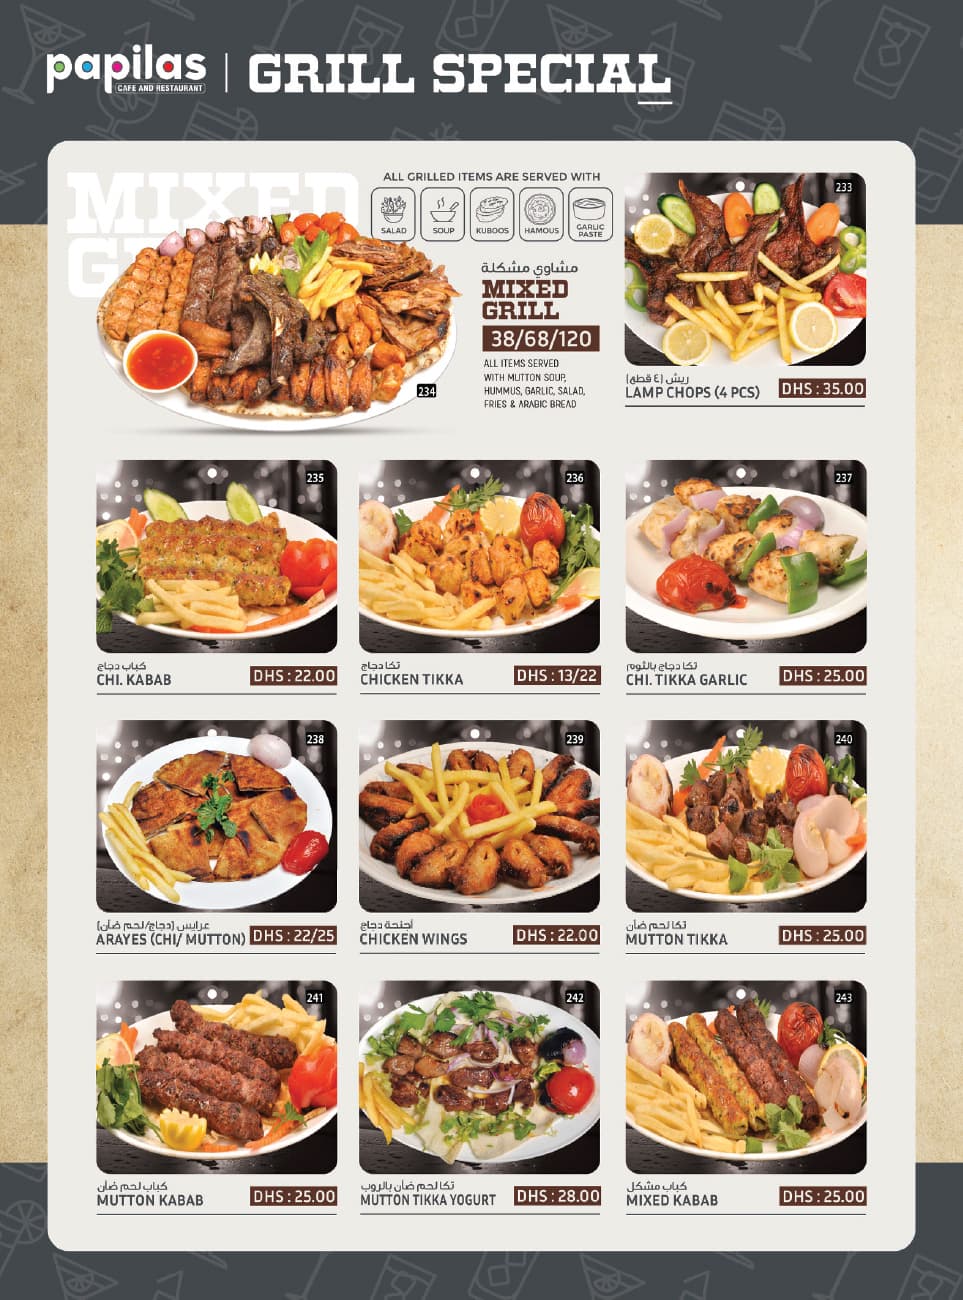 papilas
CAFE AND RESTAURANT
GRILL SPECIAL
MIXED
ALL GRILLED ITEMS ARE SERVED WITH
SALAD
SOUP
KUBOOS
HAMOUS
GARLIC
PASTE
مشاوي مشكلة
MIXED
GRILL
38/68/120
ALL ITEMS SERVED
WITH MUTTON SOUP,
HUMMUS, GARLIC, SALAD,
FRIES & ARABIC BREAD
234
233
ريش (٤ قطع)
LAMP CHOPS (4 PCS) DHS : 35.00
235
كباب دجاج
CHI. KABAB DHS : 22.00
236
تكا دجاج
CHICKEN TIKKA DHS : 13/22
237
تكا دجاج بالثوم
CHI. TIKKA GARLIC DHS : 25.00
238
عرايس (دجاج/لحم ضأن)
ARAYES (CHI/ MUTTON) DHS : 22/25
239
أجنحة دجاج
CHICKEN WINGS DHS : 22.00
240
تكا لحم ضأن
MUTTON TIKKA DHS : 25.00
241
كباب لحم ضأن
MUTTON KABAB DHS : 25.00
242
تكا لحم ضأن بالروب
MUTTON TIKKA YOGURT DHS : 28.00
243
كباب مشكل
MIXED KABAB DHS : 25.00